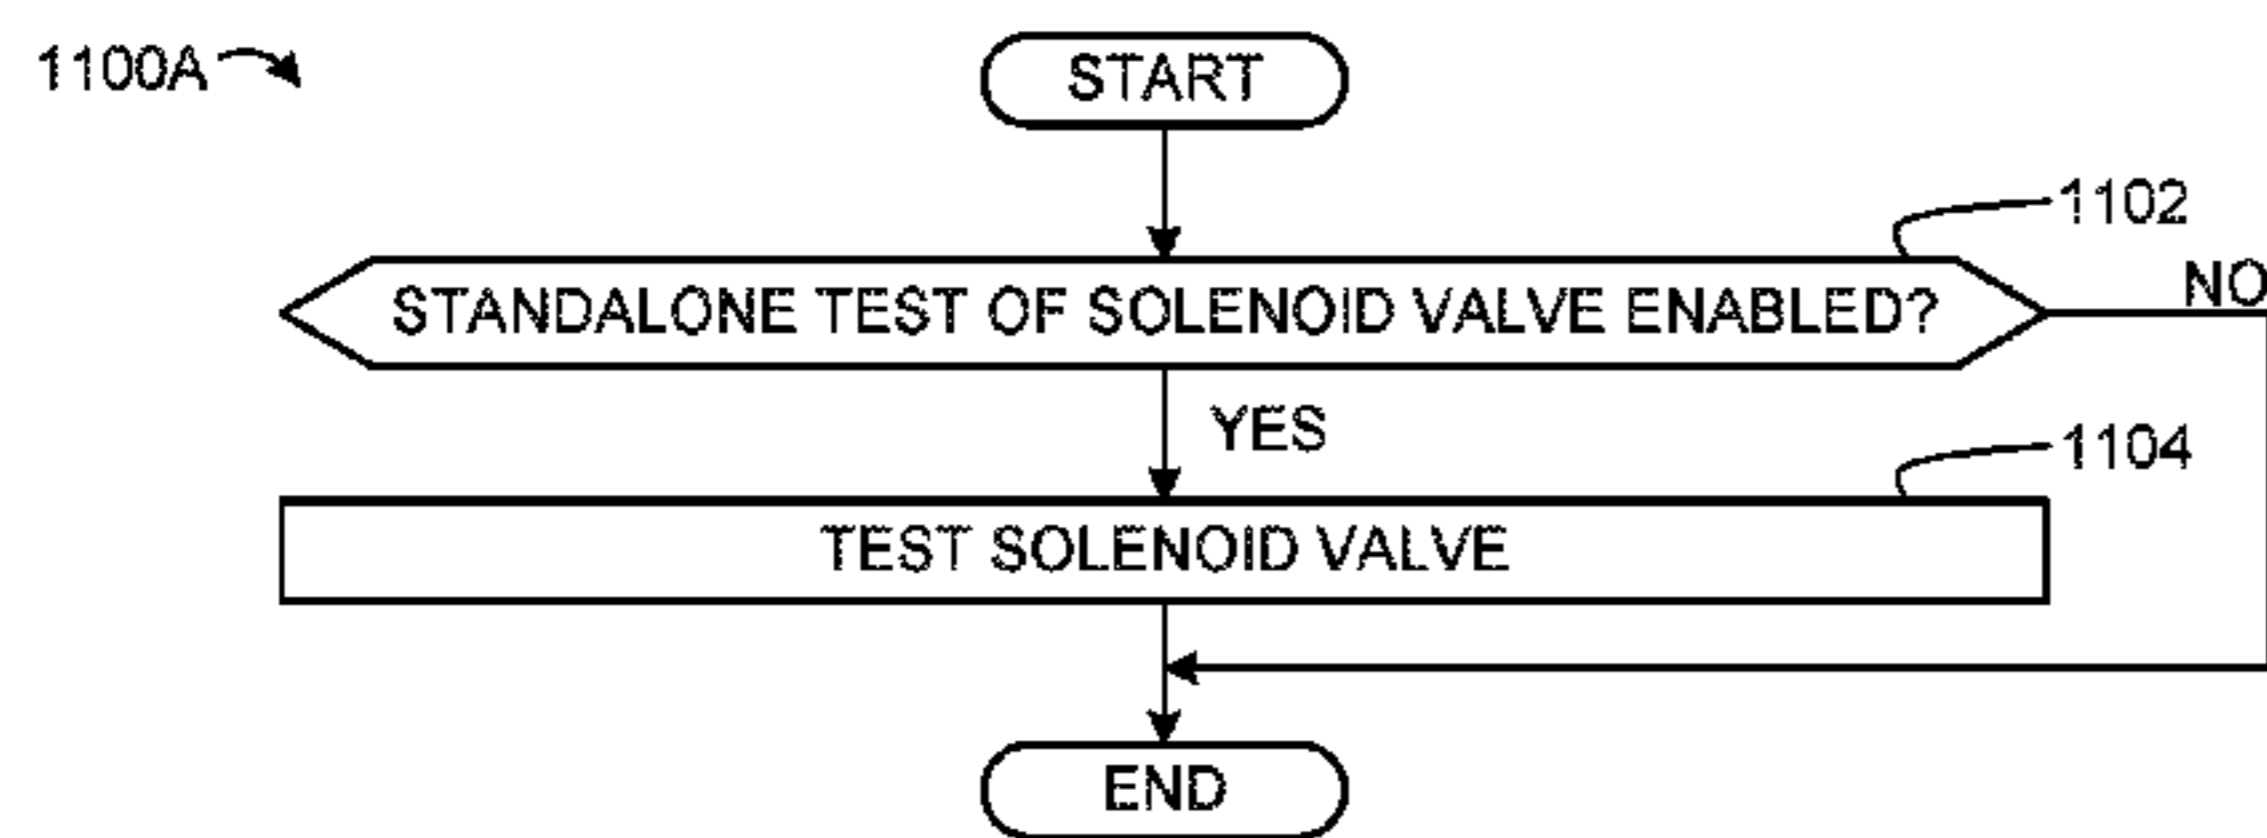 1100A
START
1102
NO
STANDALONE TEST OF SOLENOID VALVE ENABLED?
YES
1104
TEST SOLENOID VALVE
END